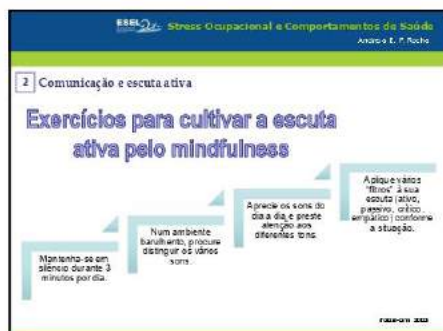 ESEL Stress Ocupacional e Comportamentos de Saúde
2 Comunicação e escuta ativa
Exercícios para cultivar a escuta
ativa pelo mindfulness
Mantenha-se em
silêncio durante 3
minutos por dia.
Num ambiente
barulhento, procure
distinguir os vários
sons.
Aprecie os sons do
dia a dia e preste
atenção aos
diferentes tons.
Aplique vários
"filtros" à sua
escuta (ativo,
passivo, crítico,
empático) conforme
a situação.